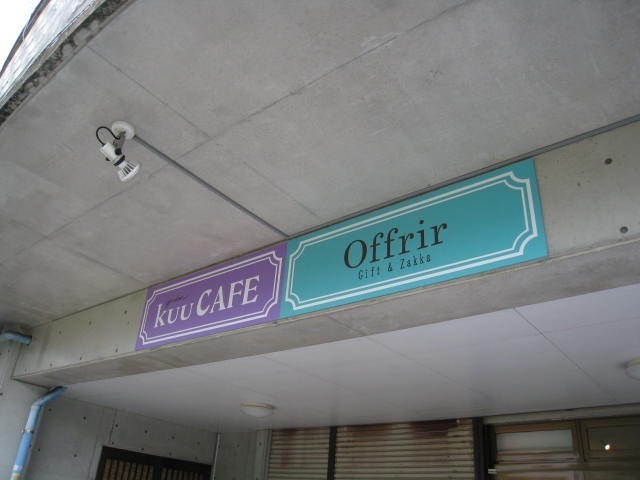 kuu CAFE
Offrir
Gift & Zakka